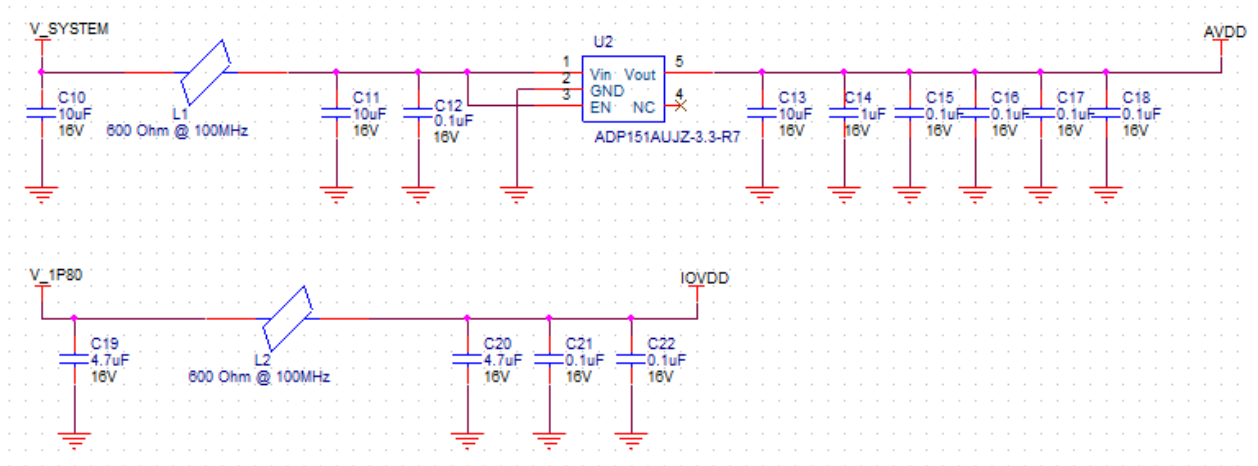 V_SYSTEM
AVDD
U2
1
2
3
Vin
GND
EN
Vout
NC
5
4
ADP151AUJZ-3.3-R7
C10
10uF
16V
L1
600 Ohm @ 100MHz
C11
10uF
16V
C12
0.1uF
16V
C13
10uF
16V
C14
1uF
16V
C15
0.1uF
16V
C16
0.1uF
16V
C17
0.1uF
16V
C18
0.1uF
16V
V_1P80
IOVDD
C19
4.7uF
16V
L2
600 Ohm @ 100MHz
C20
4.7uF
16V
C21
0.1uF
16V
C22
0.1uF
16V